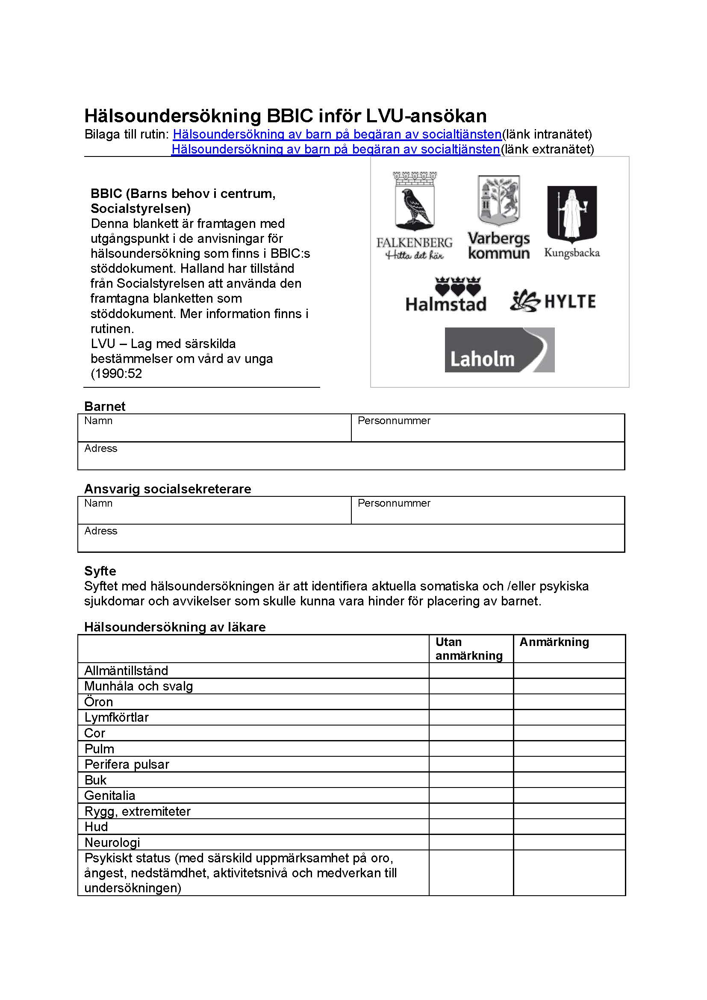 Hälsoundersökning BBIC inför LVU-ansökan
Bilaga till rutin: Hälsoundersökning av barn på begäran av socialtjänsten(länk intranätet)
Hälsoundersökning av barn på begäran av socialtjänsten(länk extranätet)
BBIC (Barns behov i centrum,
Socialstyrelsen)
Denna blankett är framtagen med
utgångspunkt i de anvisningar för
hälsoundersökning som finns i BBIC:s
stöddokument. Halland har tillstånd
från Socialstyrelsen att använda den
framtagna blanketten som
stöddokument. Mer information finns i
rutinen.
LVU – Lag med särskilda
bestämmelser om vård av unga
(1990:52
FALKENBERG
Hitta det här
Varbergs
kommun
Kungsbacka
Halmstad
HYLTE
Laholm
Barnet
Namn Personnummer
Adress
Ansvarig socialsekreterare
Namn Personnummer
Adress
Syfte
Syftet med hälsoundersökningen är att identifiera aktuella somatiska och /eller psykiska
sjukdomar och avvikelser som skulle kunna vara hinder för placering av barnet.
Hälsoundersökning av läkare
Utan Anmärkning
anmärkning
Allmäntillstånd
Munhåla och svalg
Öron
Lymfkörtlar
Cor
Pulm
Perifera pulsar
Buk
Genitalia
Rygg, extremiteter
Hud
Neurologi
Psykiskt status (med särskild uppmärksamhet på oro,
ångest, nedstämdhet, aktivitetsnivå och medverkan till
undersökningen)